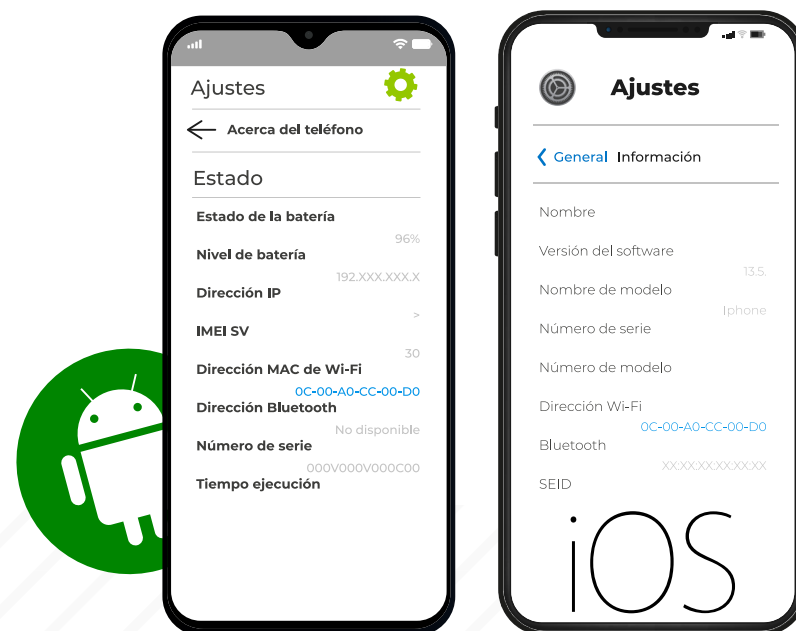 Ajustes
Acerca del teléfono
Estado
Estado de la batería
96%
Nivel de batería
192.XXX.XXX.X
Dirección IP
>
IMEI SV
30
Dirección MAC de Wi-Fi
0C-00-A0-CC-00-D0
Dirección Bluetooth
No disponible
Número de serie
000V000V000C00
Tiempo ejecución
Ajustes
General Información
Nombre
Versión del software
13.5.
Nombre de modelo
Iphone
Número de serie
Número de modelo
Dirección Wi-Fi
0C-00-A0-CC-00-D0
Bluetooth
XX:XX:XX:XX:XX:XX
SEID
iOS